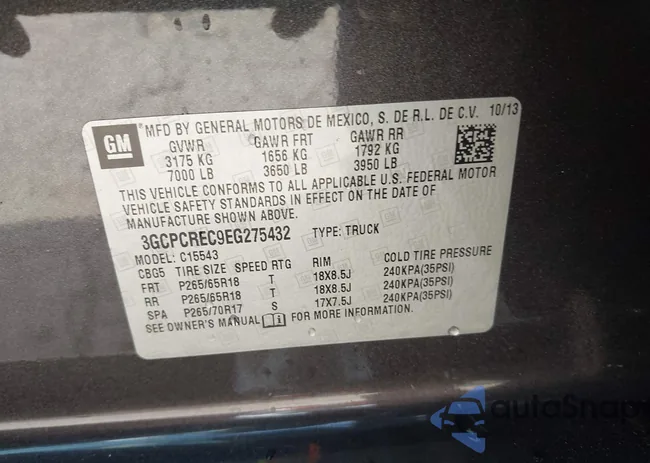 GM
MFD BY GENERAL MOTORS DE MEXICO, S. DE R.L. DE C.V. 10/13
GVWR GAWR FRT GAWR RR
3175 KG 1656 KG 1792 KG
7000 LB 3650 LB 3950 LB
THIS VEHICLE CONFORMS TO ALL APPLICABLE U.S. FEDERAL MOTOR
VEHICLE SAFETY STANDARDS IN EFFECT ON THE DATE OF
MANUFACTURE SHOWN ABOVE.
3GCPCREC9EG275432 TYPE: TRUCK
MODEL: C15543
CBG5 TIRE SIZE SPEED RTG RIM COLD TIRE PRESSURE
FRT P265/65R18 T 18X8.5J 240KPA(35PSI)
RR P265/65R18 T 18X8.5J 240KPA(35PSI)
SPA P265/70R17 S 17X7.5J 240KPA(35PSI)
SEE OWNER'S MANUAL FOR MORE INFORMATION.
autoSnap